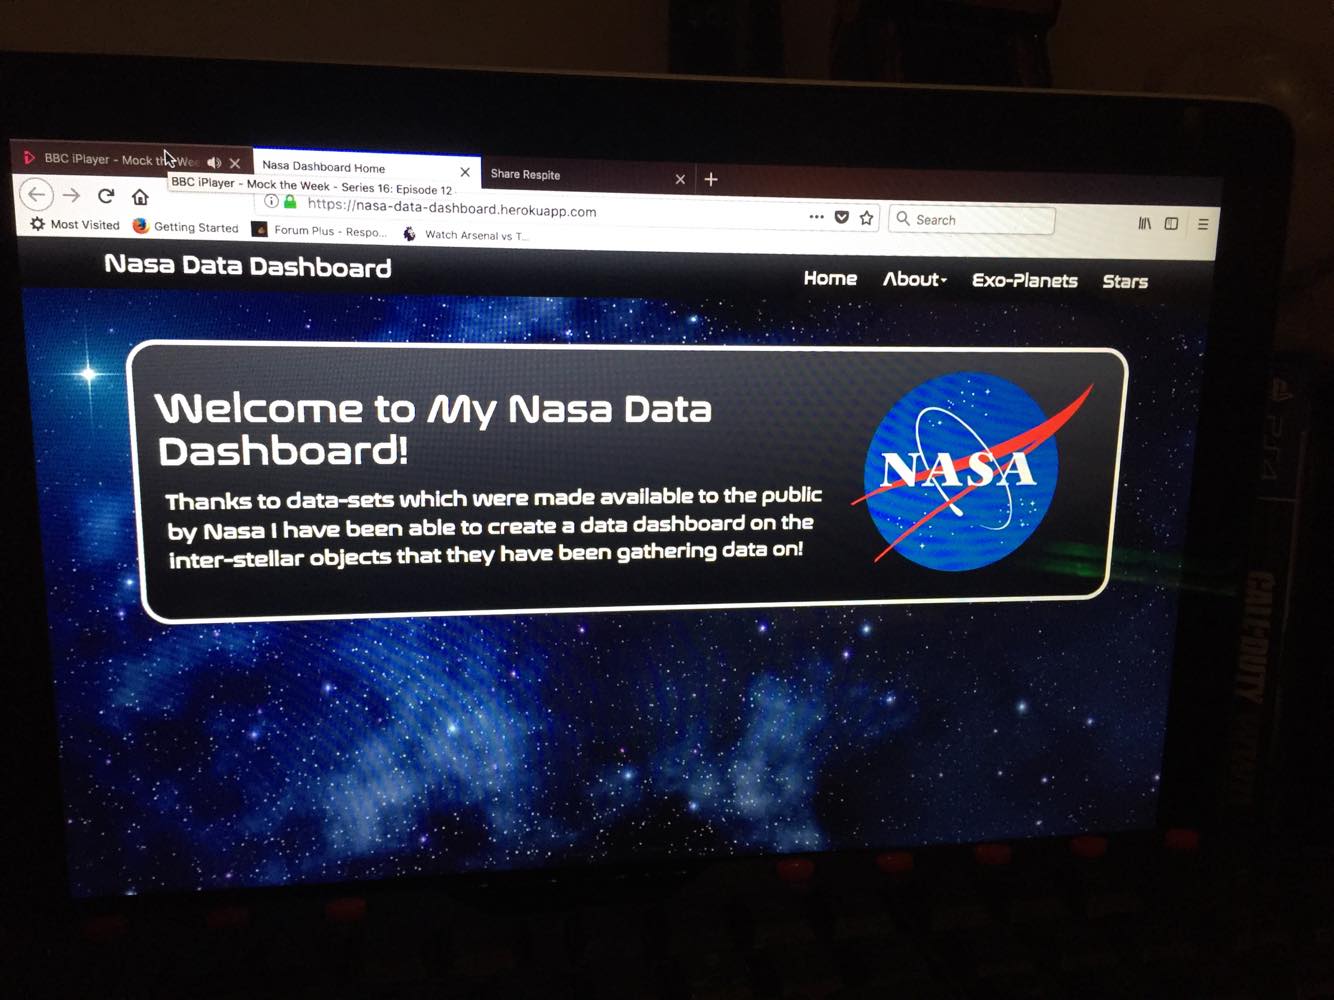 BBC iPlayer - Mock the Wee
Nasa Dashboard Home
Share Respite
BBC iPlayer - Mock the Week - Series 16: Episode 12
https://nasa-data-dashboard.herokuapp.com
Search
Most Visited
Getting Started
Forum Plus - Respo...
Watch Arsenal vs T...
Nasa Data Dashboard
Home
About
Exo-Planets
Stars
Welcome to My Nasa Data
Dashboard!
Thanks to data-sets which were made available to the public
by Nasa I have been able to create a data dashboard on the
inter-stellar objects that they have been gathering data on!
NASA
PS4
CALL OF DUTY